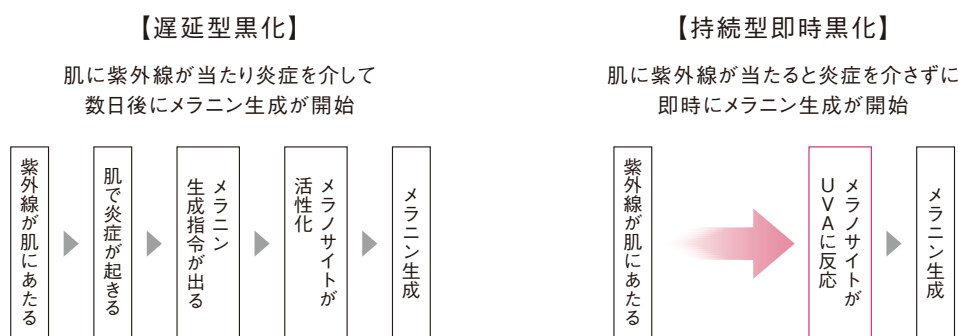 【遅延型黒化】
肌に紫外線が当たり炎症を介して
数日後にメラニン生成が開始
紫外線が肌にあたる
肌で炎症が起きる
メラニン
生成指令が出る
メラノサイトが
活性化
メラニン生成
【持続型即時黒化】
肌に紫外線が当たると炎症を介さずに
即時にメラニン生成が開始
紫外線が肌にあたる
メラノサイトが
UVAに反応
メラニン生成